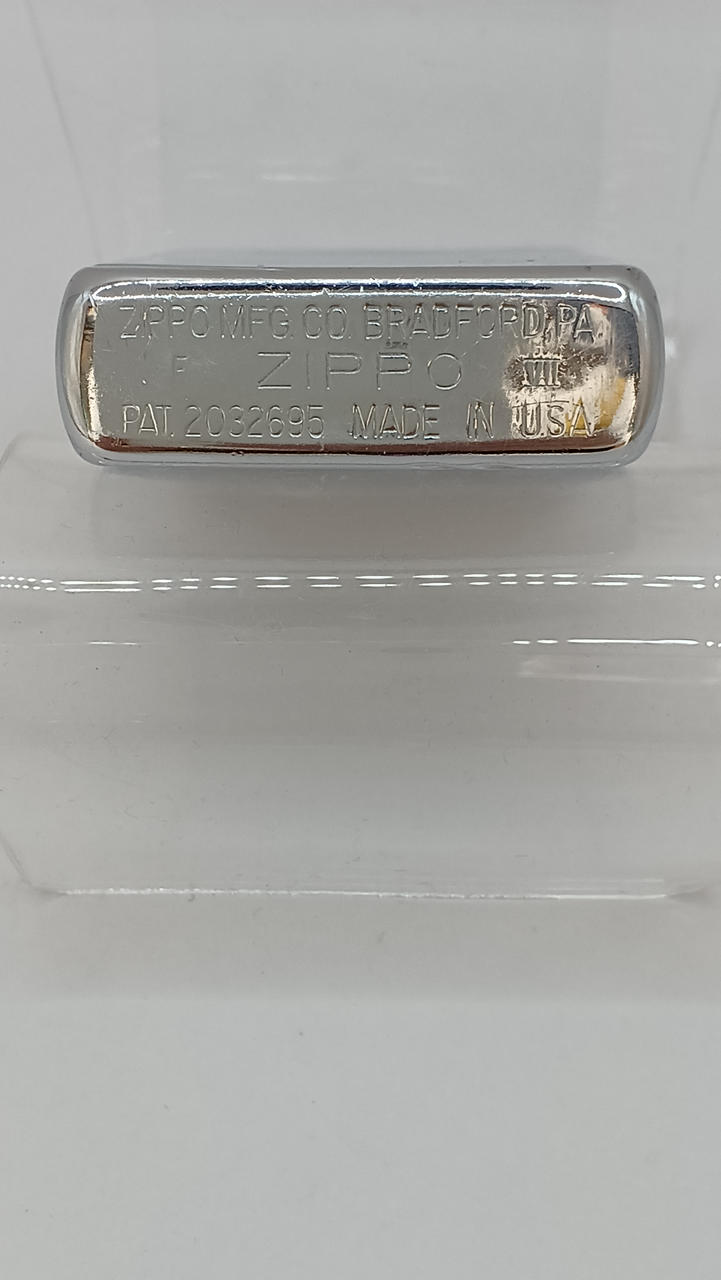 ZIPPO MFG. CO. BRADFORD, PA.
F ZIPPO VII
PAT. 2032695 MADE IN U.S.A.